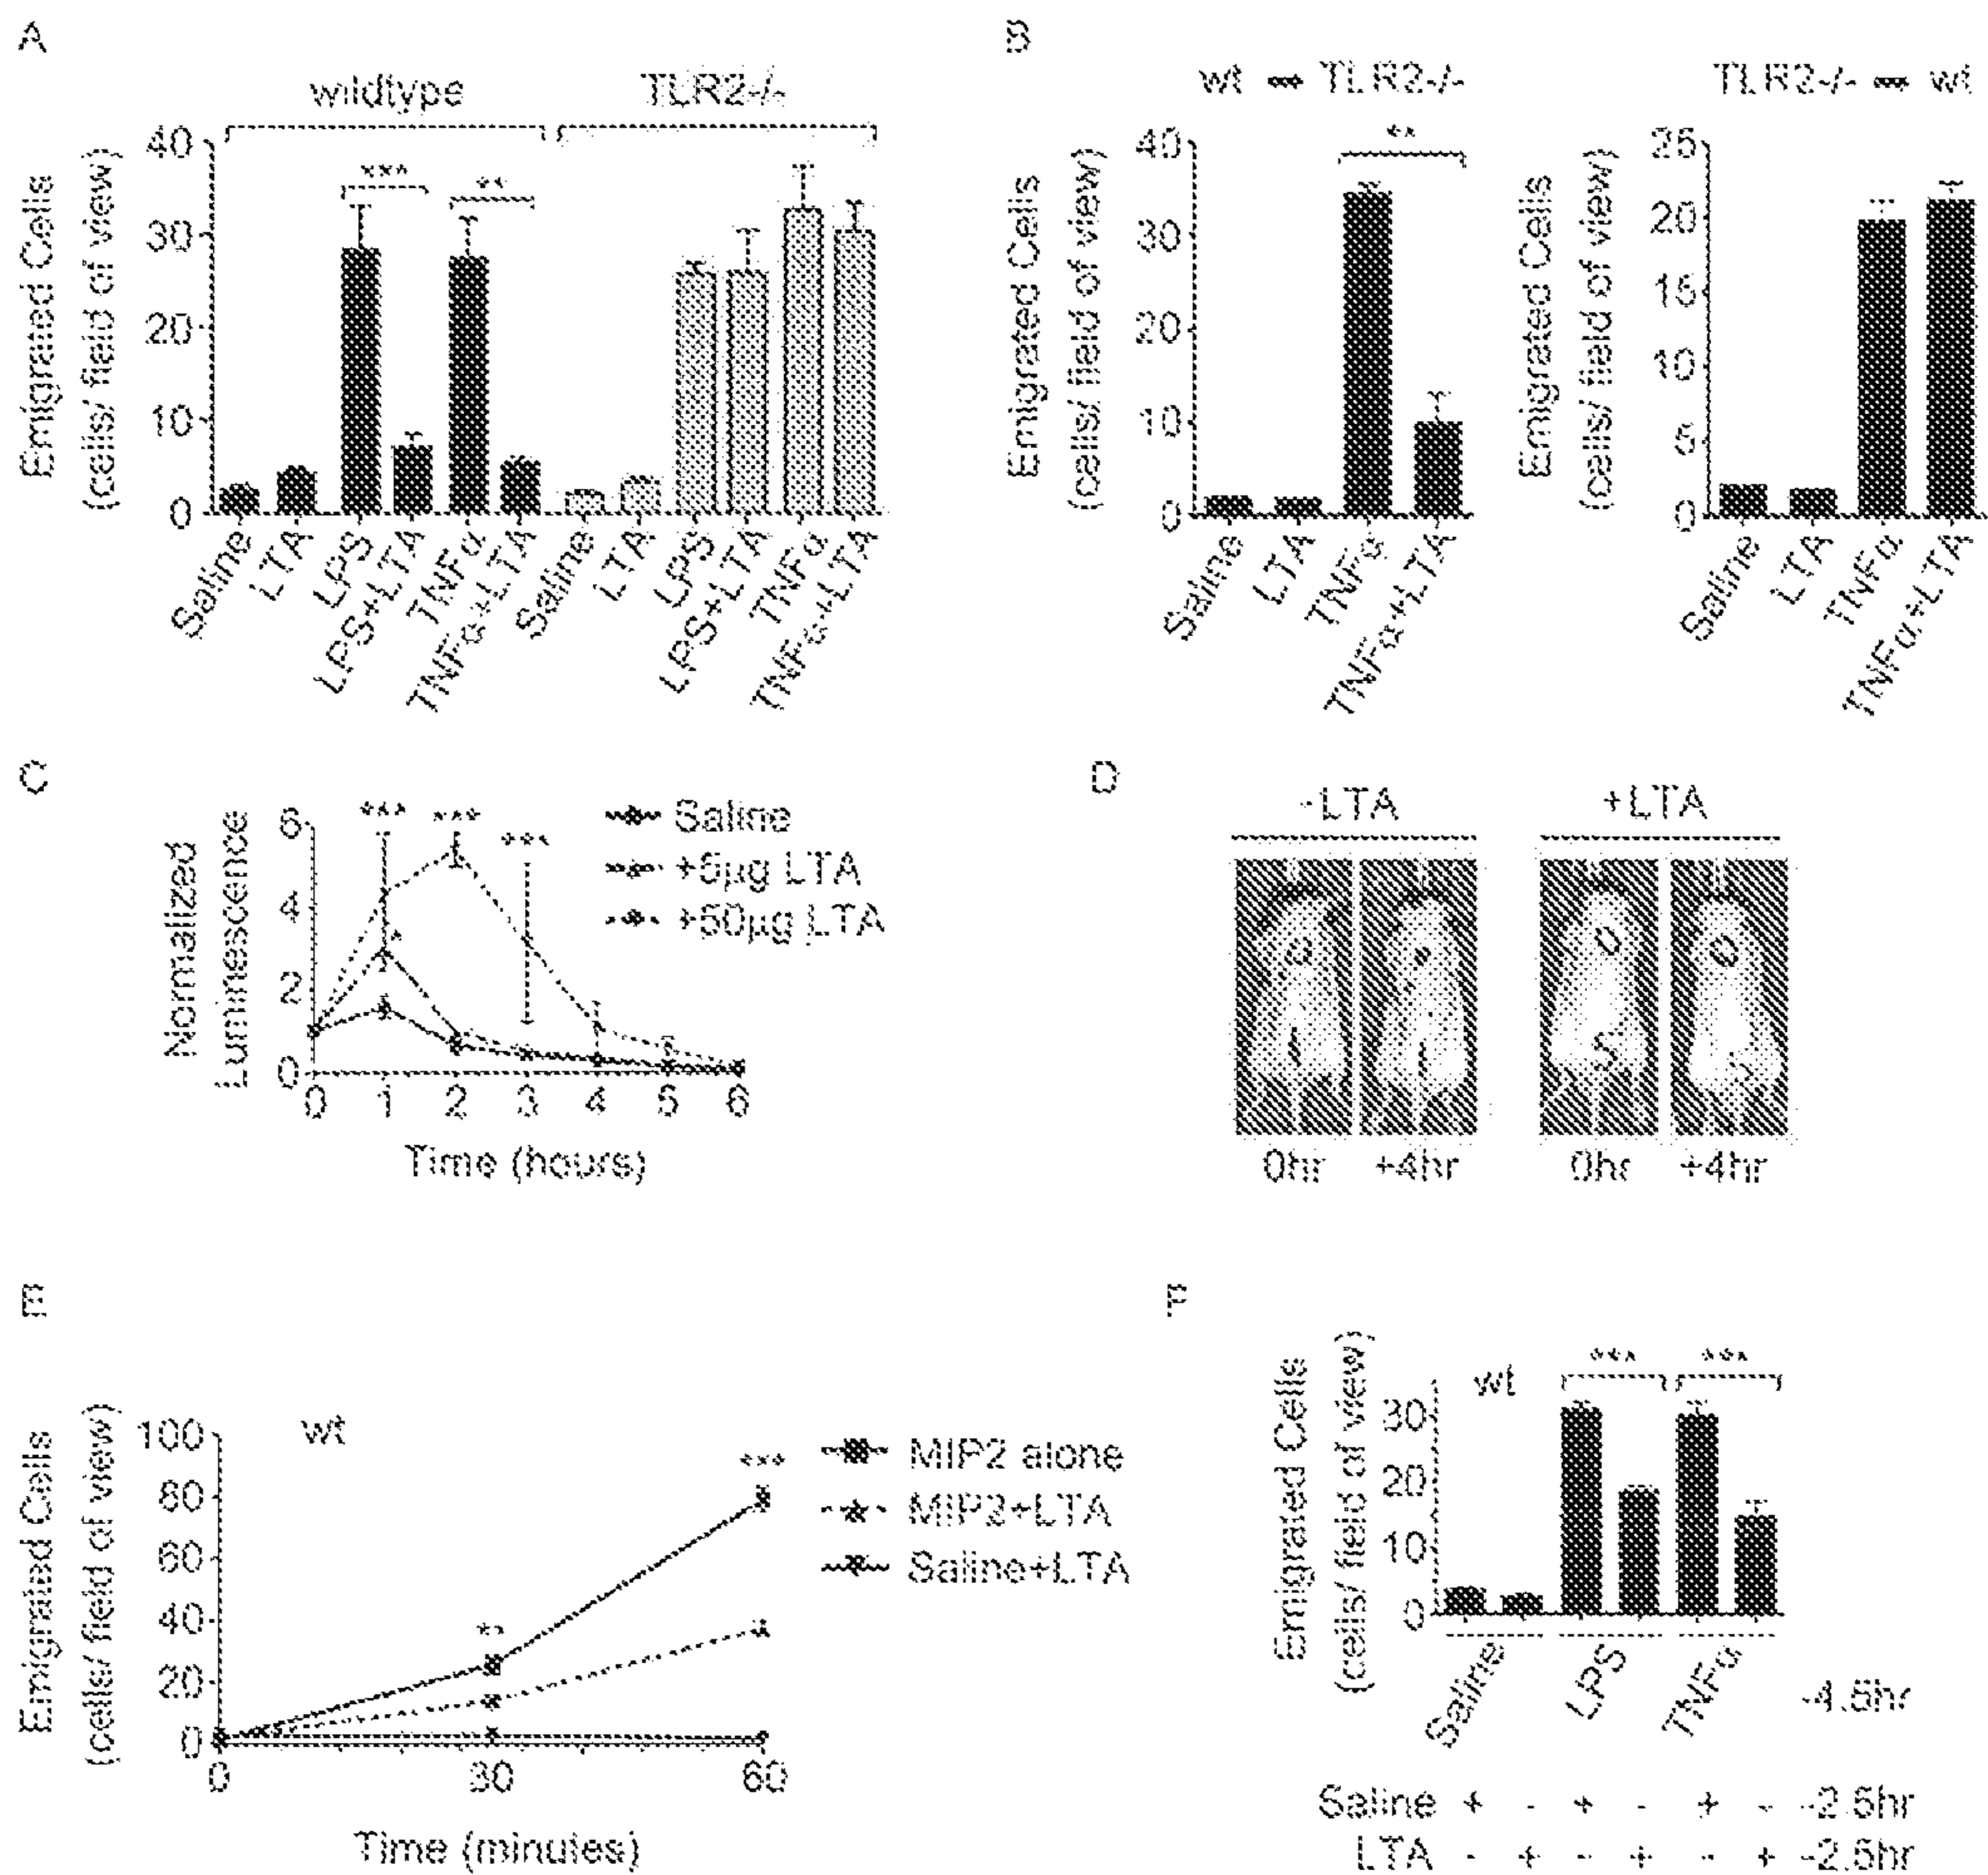 A
wildtype
TLR2-/-
Emigrated Cells
(cells/ field of view)
40
30
20
10
0
***
**
Saline
LTA
LPS
LPS+LTA
TNFα
TNFα+LTA
Saline
LTA
LPS
LPS+LTA
TNFα
TNFα+LTA
B
wt ➡ TLR2-/-
Emigrated Cells
(cells/ field of view)
40
30
20
10
0
**
Saline
LTA
TNFα
TNFα+LTA
TLR2-/- ➡ wt
Emigrated Cells
(cells/ field of view)
25
20
15
10
5
0
Saline
LTA
TNFα
TNFα+LTA
C
Normalized
Luminescence
6
4
2
0
***
***
***
*
Saline
+5µg LTA
+50µg LTA
0 1 2 3 4 5 6
Time (hours)
D
-LTA
+LTA
0hr
+4hr
0hr
+4hr
E
Emigrated Cells
(cells/ field of view)
100
80
60
40
20
0
wt
**
***
MIP2 alone
MIP2+LTA
Saline+LTA
0 30 60
Time (minutes)
F
Emigrated Cells
(cells/ field of view)
30
20
10
0
wt
***
***
Saline
LPS
TNFα
-4.5hr
Saline + - + - + - -2.5hr
LTA - + - + - + -2.5hr